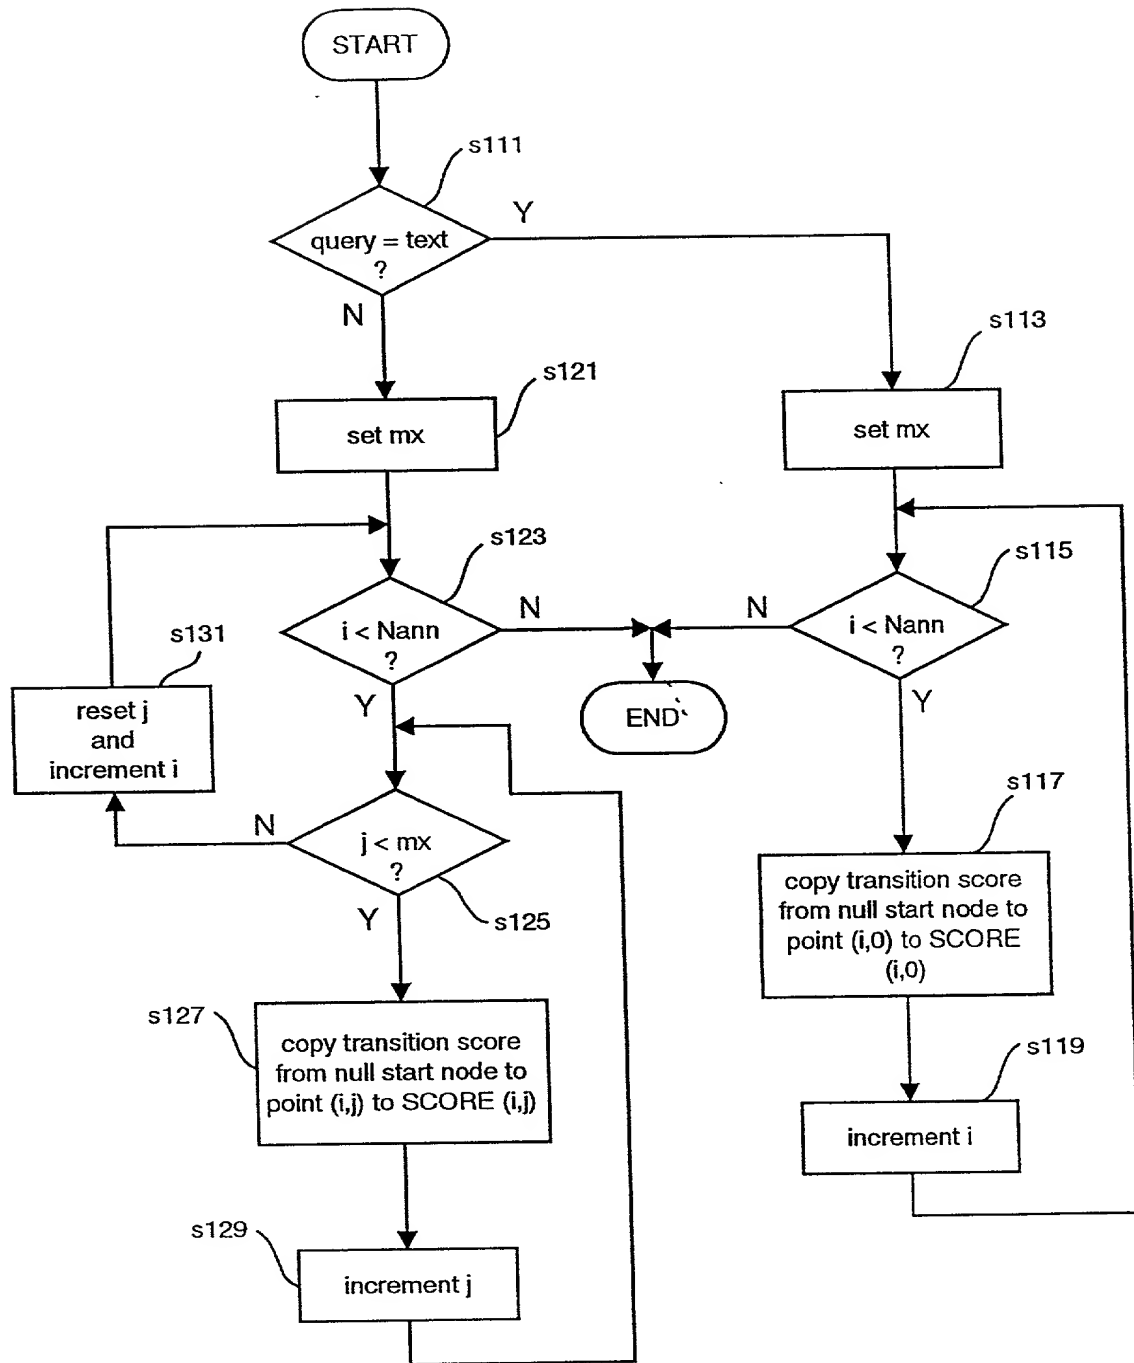 START
s111
query = text
?
Y
N
s113
set mx
s121
set mx
s123
i < Nann
?
N
Y
s115
i < Nann
?
N
Y
END
s131
reset j
and
increment i
j < mx
?
N
Y
s125
s117
copy transition score
from null start node to
point (i,0) to SCORE
(i,0)
s127
copy transition score
from null start node to
point (i,j) to SCORE (i,j)
s119
increment i
s129
increment j